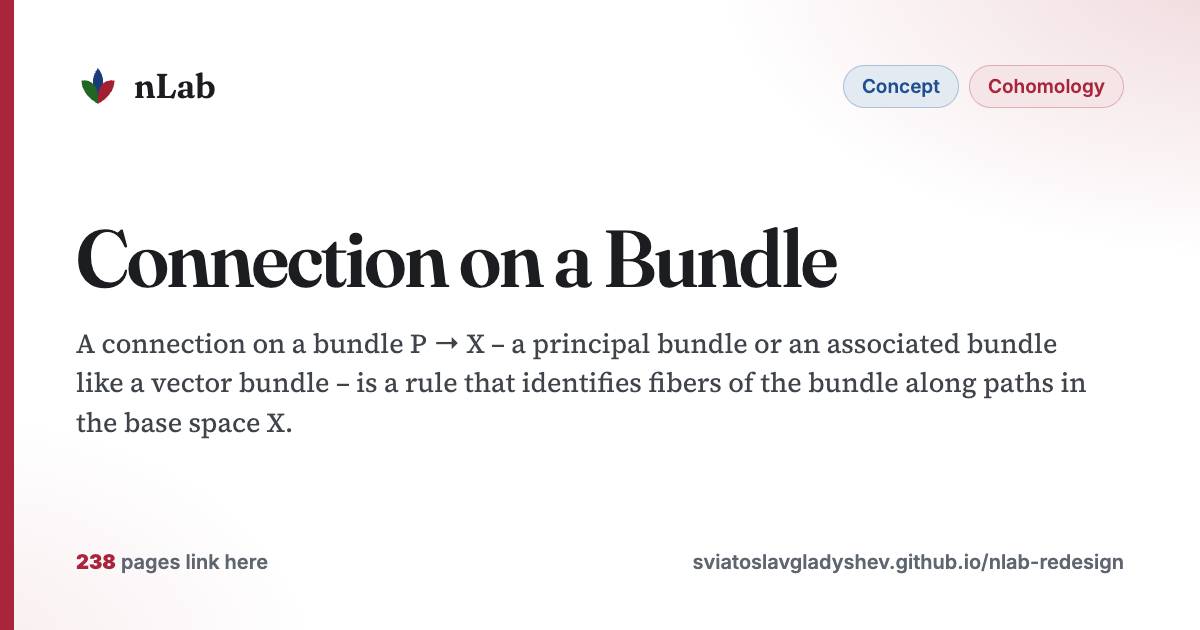 nLab
Concept
Cohomology
Connection on a Bundle
A connection on a bundle P → X – a principal bundle or an associated bundle
like a vector bundle – is a rule that identifies fibers of the bundle along paths in
the base space X.
238 pages link here
sviatoslavgladyshev.github.io/nlab-redesign